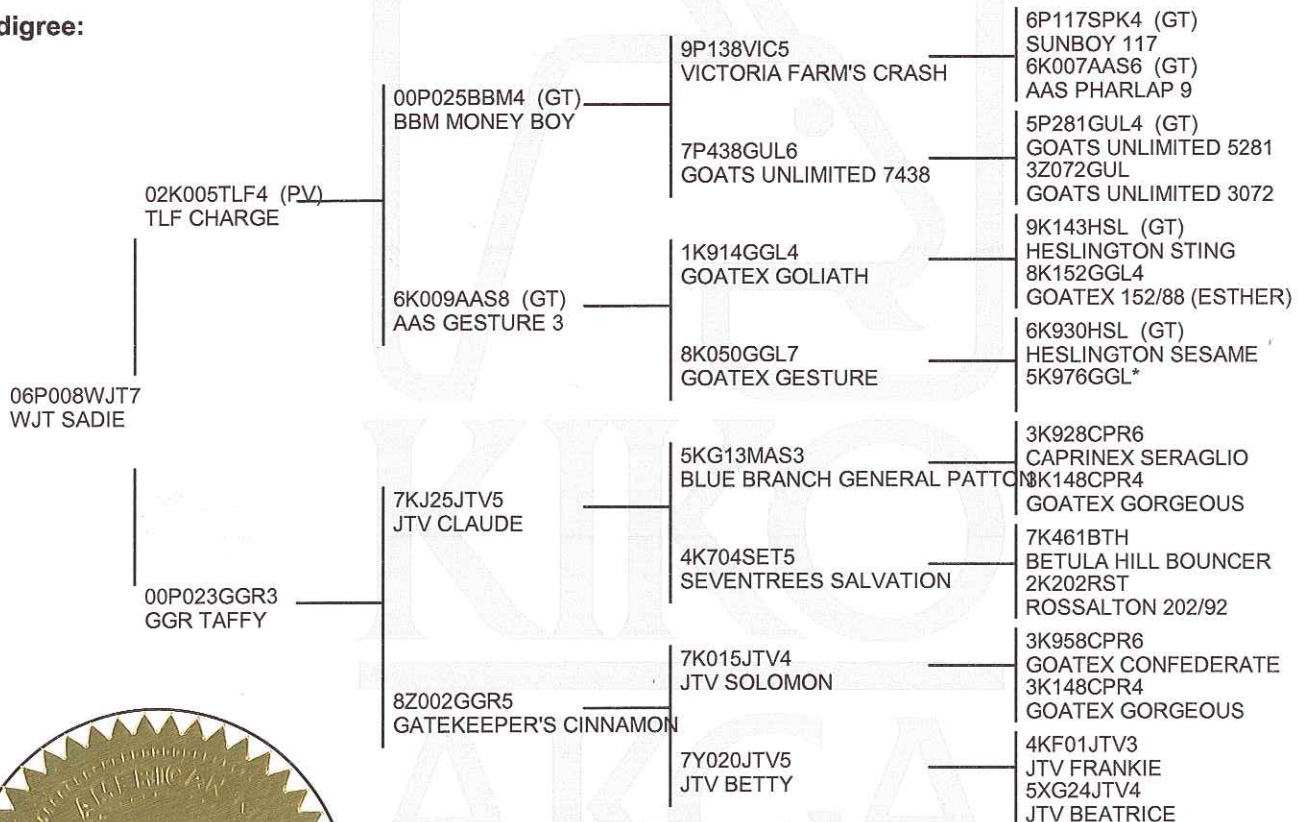 digree:
06P008WJT7
WJT SADIE
02K005TLF4 (PV)
TLF CHARGE
00P023GGR3
GGR TAFFY
00P025BBM4 (GT)
BBM MONEY BOY
6K009AAS8 (GT)
AAS GESTURE 3
7KJ25JTV5
JTV CLAUDE
8Z002GGR5
GATEKEEPER'S CINNAMON
9P138VIC5
VICTORIA FARM'S CRASH
7P438GUL6
GOATS UNLIMITED 7438
1K914GGL4
GOATEX GOLIATH
8K050GGL7
GOATEX GESTURE
5KG13MAS3
BLUE BRANCH GENERAL PATTON
4K704SET5
SEVENTREES SALVATION
7K015JTV4
JTV SOLOMON
7Y020JTV5
JTV BETTY
6P117SPK4 (GT)
SUNBOY 117
6K007AAS6 (GT)
AAS PHARLAP 9
5P281GUL4 (GT)
GOATS UNLIMITED 5281
3Z072GUL
GOATS UNLIMITED 3072
9K143HSL (GT)
HESLINGTON STING
8K152GGL4
GOATEX 152/88 (ESTHER)
6K930HSL (GT)
HESLINGTON SESAME
5K976GGL*
3K928CPR6
CAPRINEX SERAGLIO
3K148CPR4
GOATEX GORGEOUS
7K461BTH
BETULA HILL BOUNCER
2K202RST
ROSSALTON 202/92
3K958CPR6
GOATEX CONFEDERATE
3K148CPR4
GOATEX GORGEOUS
4KF01JTV3
JTV FRANKIE
5XG24JTV4
JTV BEATRICE
KIKO
AKGA
AMERICAN